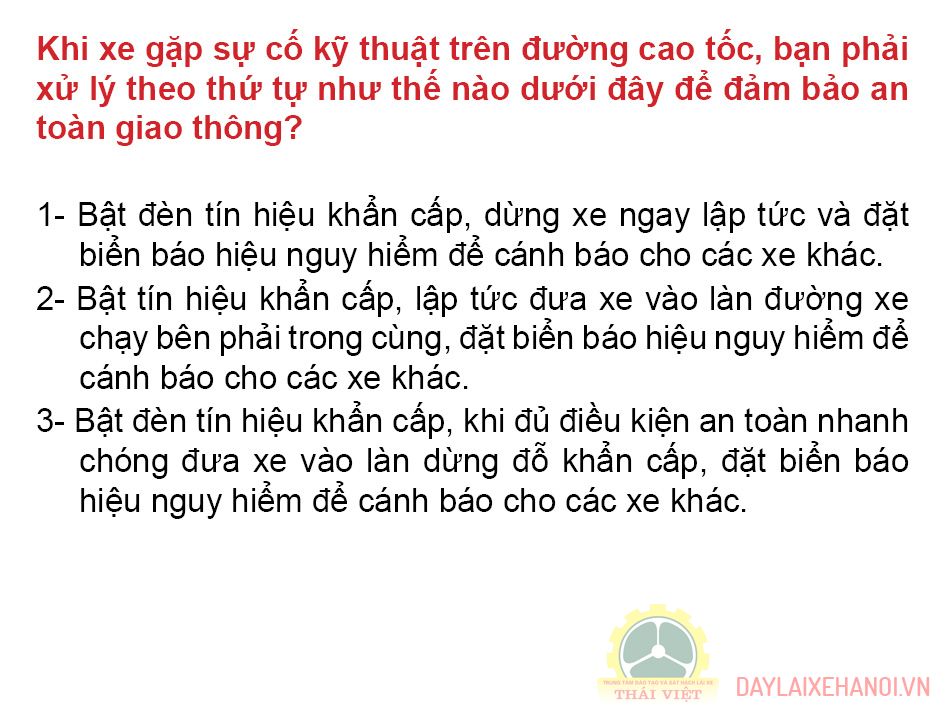 Khi xe gặp sự cố kỹ thuật trên đường cao tốc, bạn phải
xử lý theo thứ tự như thế nào dưới đây để đảm bảo an
toàn giao thông?
1- Bật đèn tín hiệu khẩn cấp, dừng xe ngay lập tức và đặt
biển báo hiệu nguy hiểm để cánh báo cho các xe khác.
2- Bật tín hiệu khẩn cấp, lập tức đưa xe vào làn đường xe
chạy bên phải trong cùng, đặt biển báo hiệu nguy hiểm để
cánh báo cho các xe khác.
3- Bật đèn tín hiệu khẩn cấp, khi đủ điều kiện an toàn nhanh
chóng đưa xe vào làn dừng đỗ khẩn cấp, đặt biển báo
hiệu nguy hiểm để cánh báo cho các xe khác.
TRUNG TÂM ĐÀO TẠO VÀ SÁT HẠCH LÁI XE
THÁI VIỆT
DAYLAIXEHANOI.VN